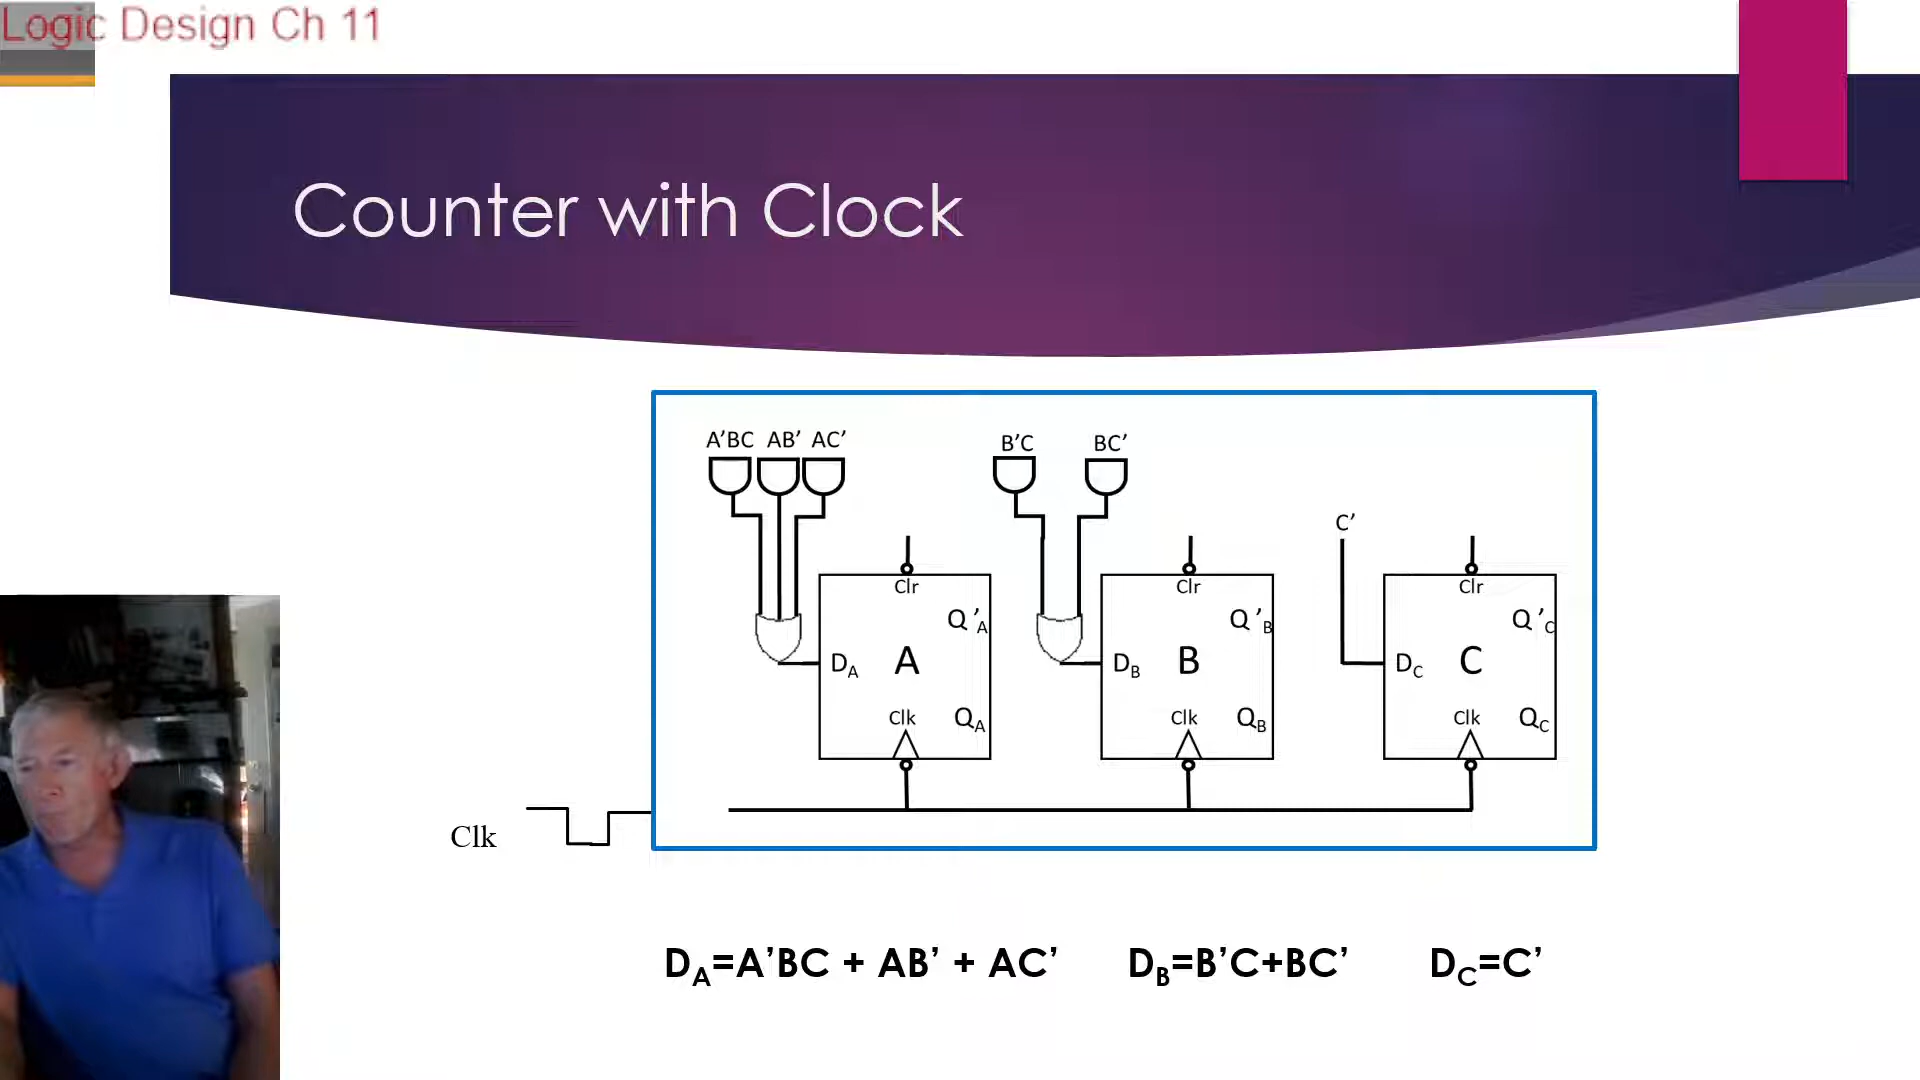 Logic Design Ch 11
Counter with Clock
A’BC AB’ AC’ B’C BC’
C’
Clr Clr Clr
Q’A Q’B Q’C
DA A DB B DC C
Clk QA Clk QB Clk QC
Clk
DA=A’BC + AB’ + AC’ DB=B’C+BC’ DC=C’